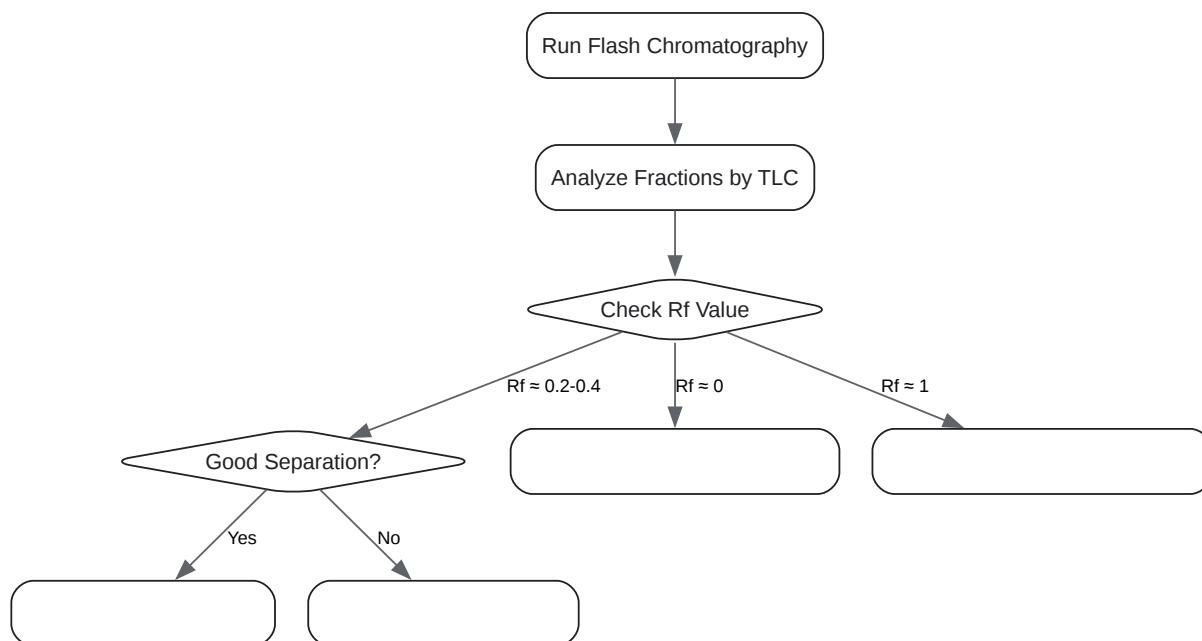 Run Flash Chromatography
Analyze Fractions by TLC
Check Rf Value
Rf ≈ 0.2-0.4
Rf ≈ 0
Rf ≈ 1
Good Separation?
Yes
No